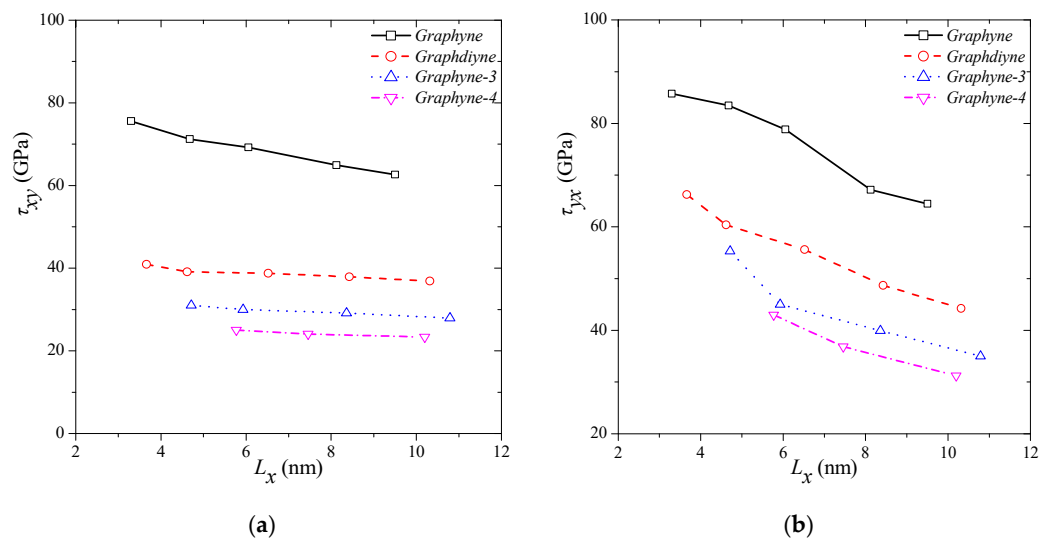 100
80
60
40
20
0
2 4 6 8 10 12
τxy (GPa)
Lx (nm)
Graphyne
Graphdiyne
Graphyne-3
Graphyne-4
(a)
100
80
60
40
20
2 4 6 8 10 12
τyx (GPa)
Lx (nm)
Graphyne
Graphdiyne
Graphyne-3
Graphyne-4
(b)